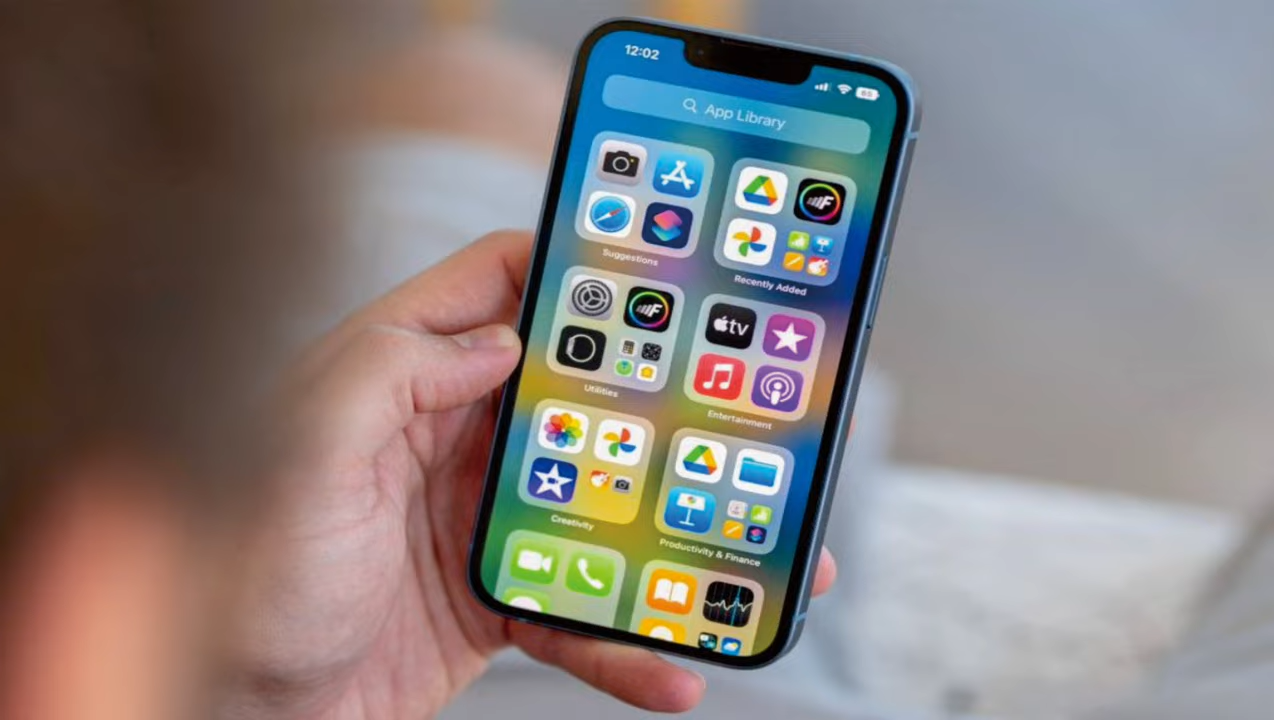 12:02
App Library
Suggestions
Recently Added
Utilities
tv
Entertainment
Creativity
Productivity & Finance